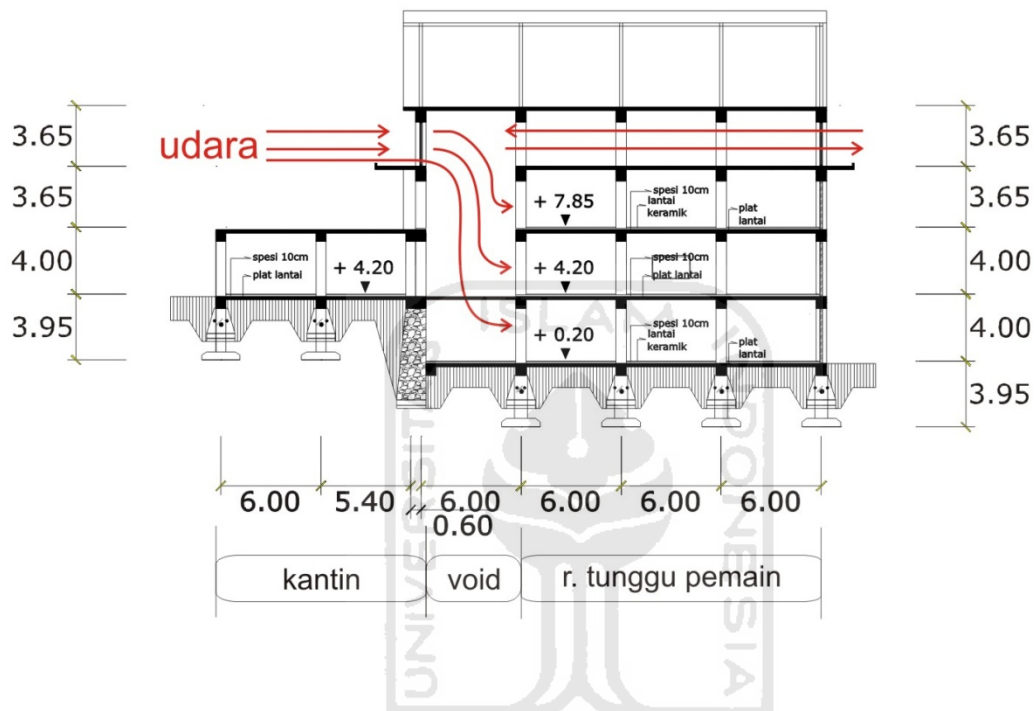 3.65
3.65
4.00
3.95
udara
+ 7.85
spesi 10cm
lantai
keramik
plat
lantai
spesi 10cm
plat lantai
+ 4.20
+ 4.20
spesi 10cm
plat lantai
+ 0.20
spesi 10cm
lantai
keramik
plat
lantai
3.65
3.65
4.00
4.00
3.95
6.00 5.40 6.00 6.00 6.00 6.00
0.60
kantin void r. tunggu pemain
UNIVERSITAS
ISLAM
INDONESIA